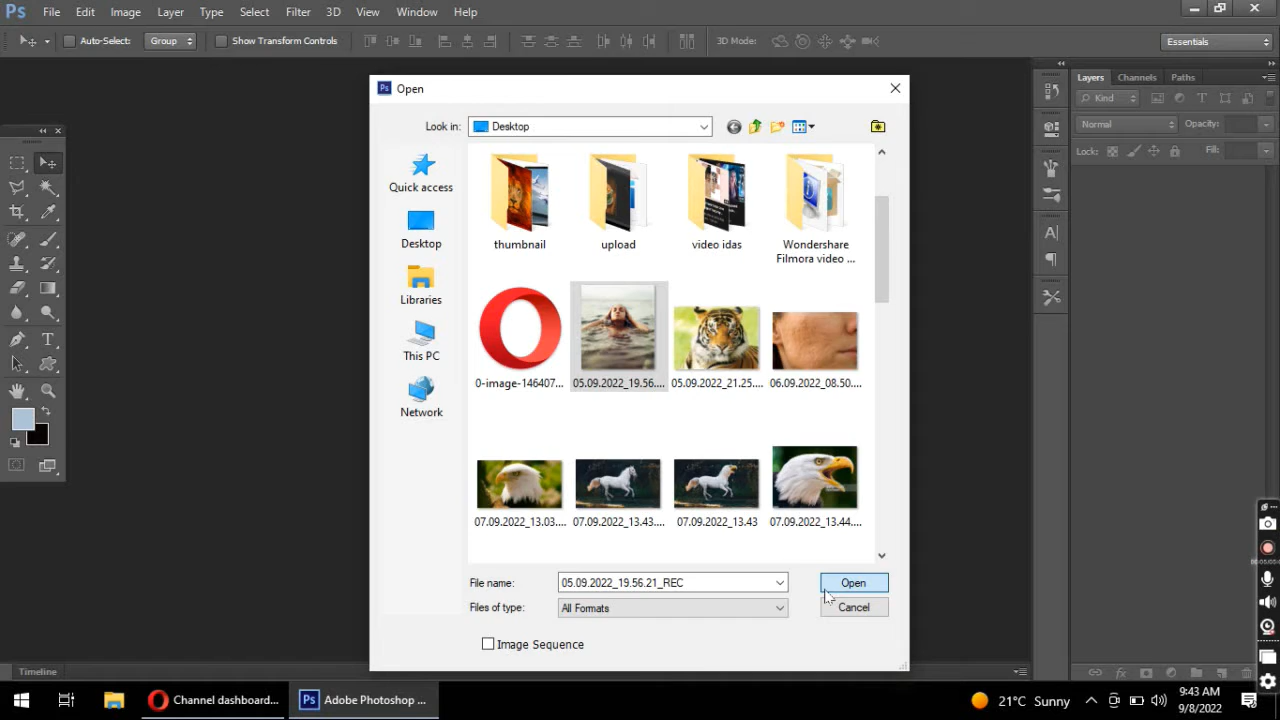 Ps File Edit Image Layer Type Select Filter 3D View Window Help
Auto-Select: Group Show Transform Controls 3D Mode: Essentials
Ps Open
Look in: Desktop
Quick access
Desktop
Libraries
This PC
Network
thumbnail upload video idas Wondershare
Filmora video ...
0-image-146407... 05.09.2022_19.56.... 05.09.2022_21.25.... 06.09.2022_08.50....
07.09.2022_13.03.... 07.09.2022_13.43.... 07.09.2022_13.43 07.09.2022_13.44....
File name: 05.09.2022_19.56.21_REC Open
Files of type: All Formats Cancel
Image Sequence
Layers Channels Paths
Kind
Normal Opacity:
Lock: Fill:
Timeline
Channel dashboard... Ps Adobe Photoshop ... 21°C Sunny 9:43 AM
9/8/2022